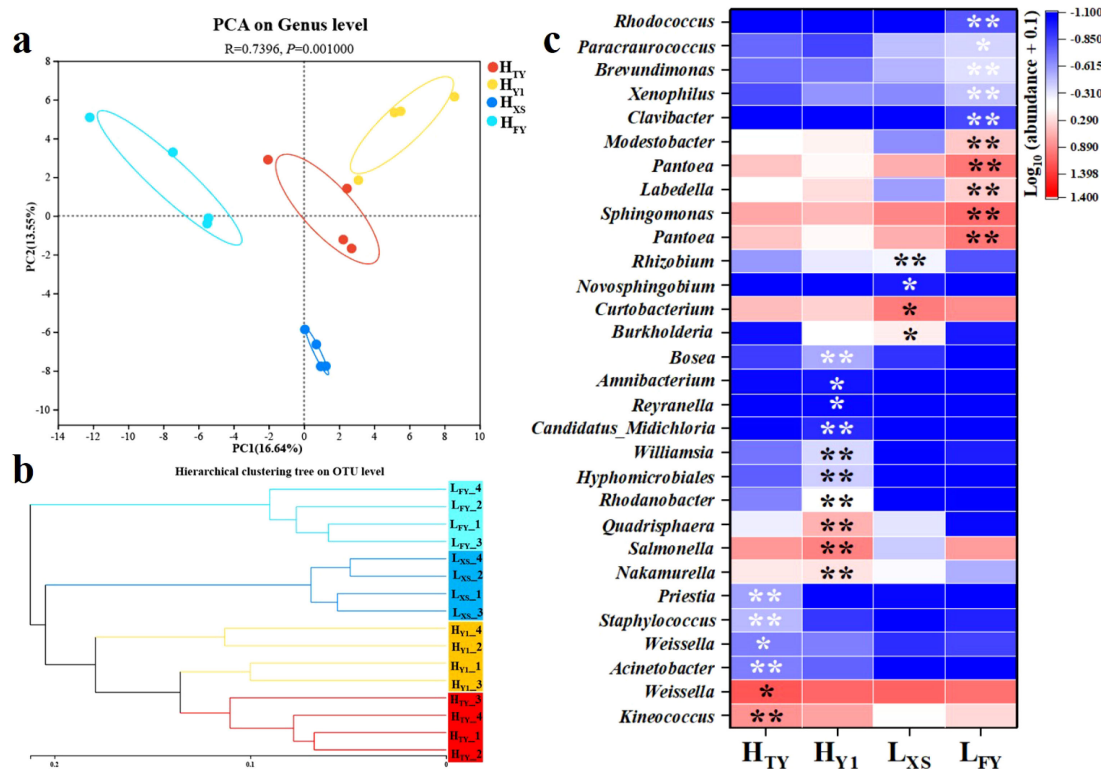 a
PCA on Genus level
R=0.7396, P=0.001000
H_TY
H_Y1
H_XS
H_FY
PC2(13.55%)
8
6
4
2
0
-2
-4
-6
-8
-10
-14 -12 -10 -8 -6 -4 -2 0 2 4 6 8 10
PC1(16.64%)
b
Hierarchical clustering tree on OTU level
L_FY_4
L_FY_2
L_FY_1
L_FY_3
L_XS_4
L_XS_2
L_XS_1
L_XS_3
H_Y1_4
H_Y1_2
H_Y1_1
H_Y1_3
H_TY_3
H_TY_4
H_TY_1
H_TY_2
0.2 0.1 0
c
Rhodococcus **
Paracraurococcus *
Brevundimonas **
Xenophilus **
Clavibacter **
Modestobacter **
Pantoea **
Labedella **
Sphingomonas **
Pantoea **
Rhizobium **
Novosphingobium *
Curtobacterium *
Burkholderia *
Bosea **
Amnibacterium *
Reyranella *
Candidatus_Midichloria **
Williamsia **
Hyphomicrobiales **
Rhodanobacter **
Quadrisphaera **
Salmonella **
Nakamurella **
Priestia **
Staphylococcus **
Weissella *
Acinetobacter **
Weissella *
Kineococcus **
H_TY H_Y1 L_XS L_FY
Log10 (abundance + 0.1)
-1.100
-0.850
-0.615
-0.310
0.290
0.890
1.398
1.400